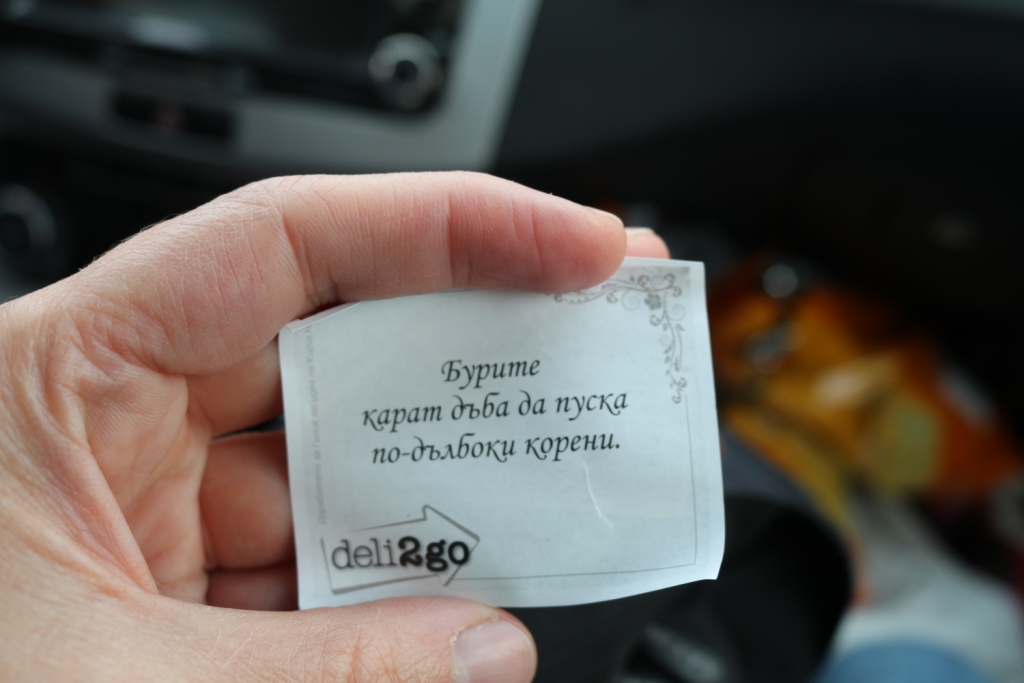 Бурите
карат дъба да пуска
по-дълбоки корени.
deli2go